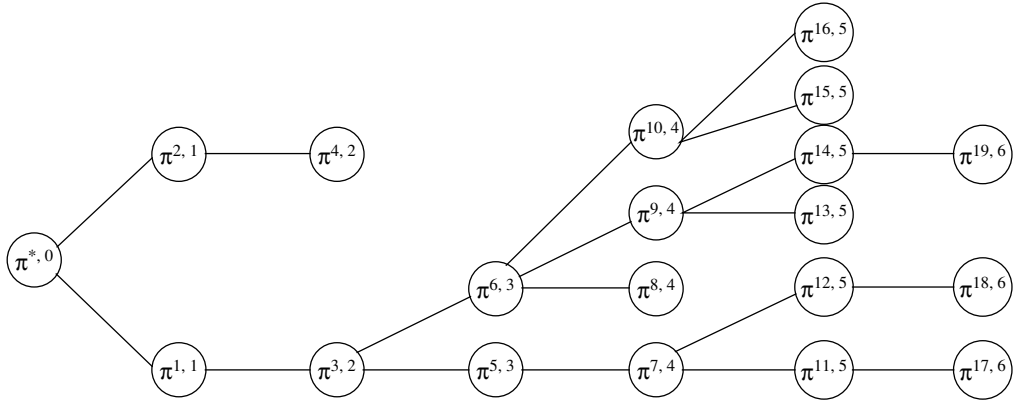 π^{16, 5}
π^{15, 5}
π^{10, 4}
π^{2, 1} π^{4, 2} π^{14, 5} π^{19, 6}
π^{9, 4} π^{13, 5}
π^{*, 0}
π^{6, 3} π^{8, 4} π^{12, 5} π^{18, 6}
π^{1, 1} π^{3, 2} π^{5, 3} π^{7, 4} π^{11, 5} π^{17, 6}